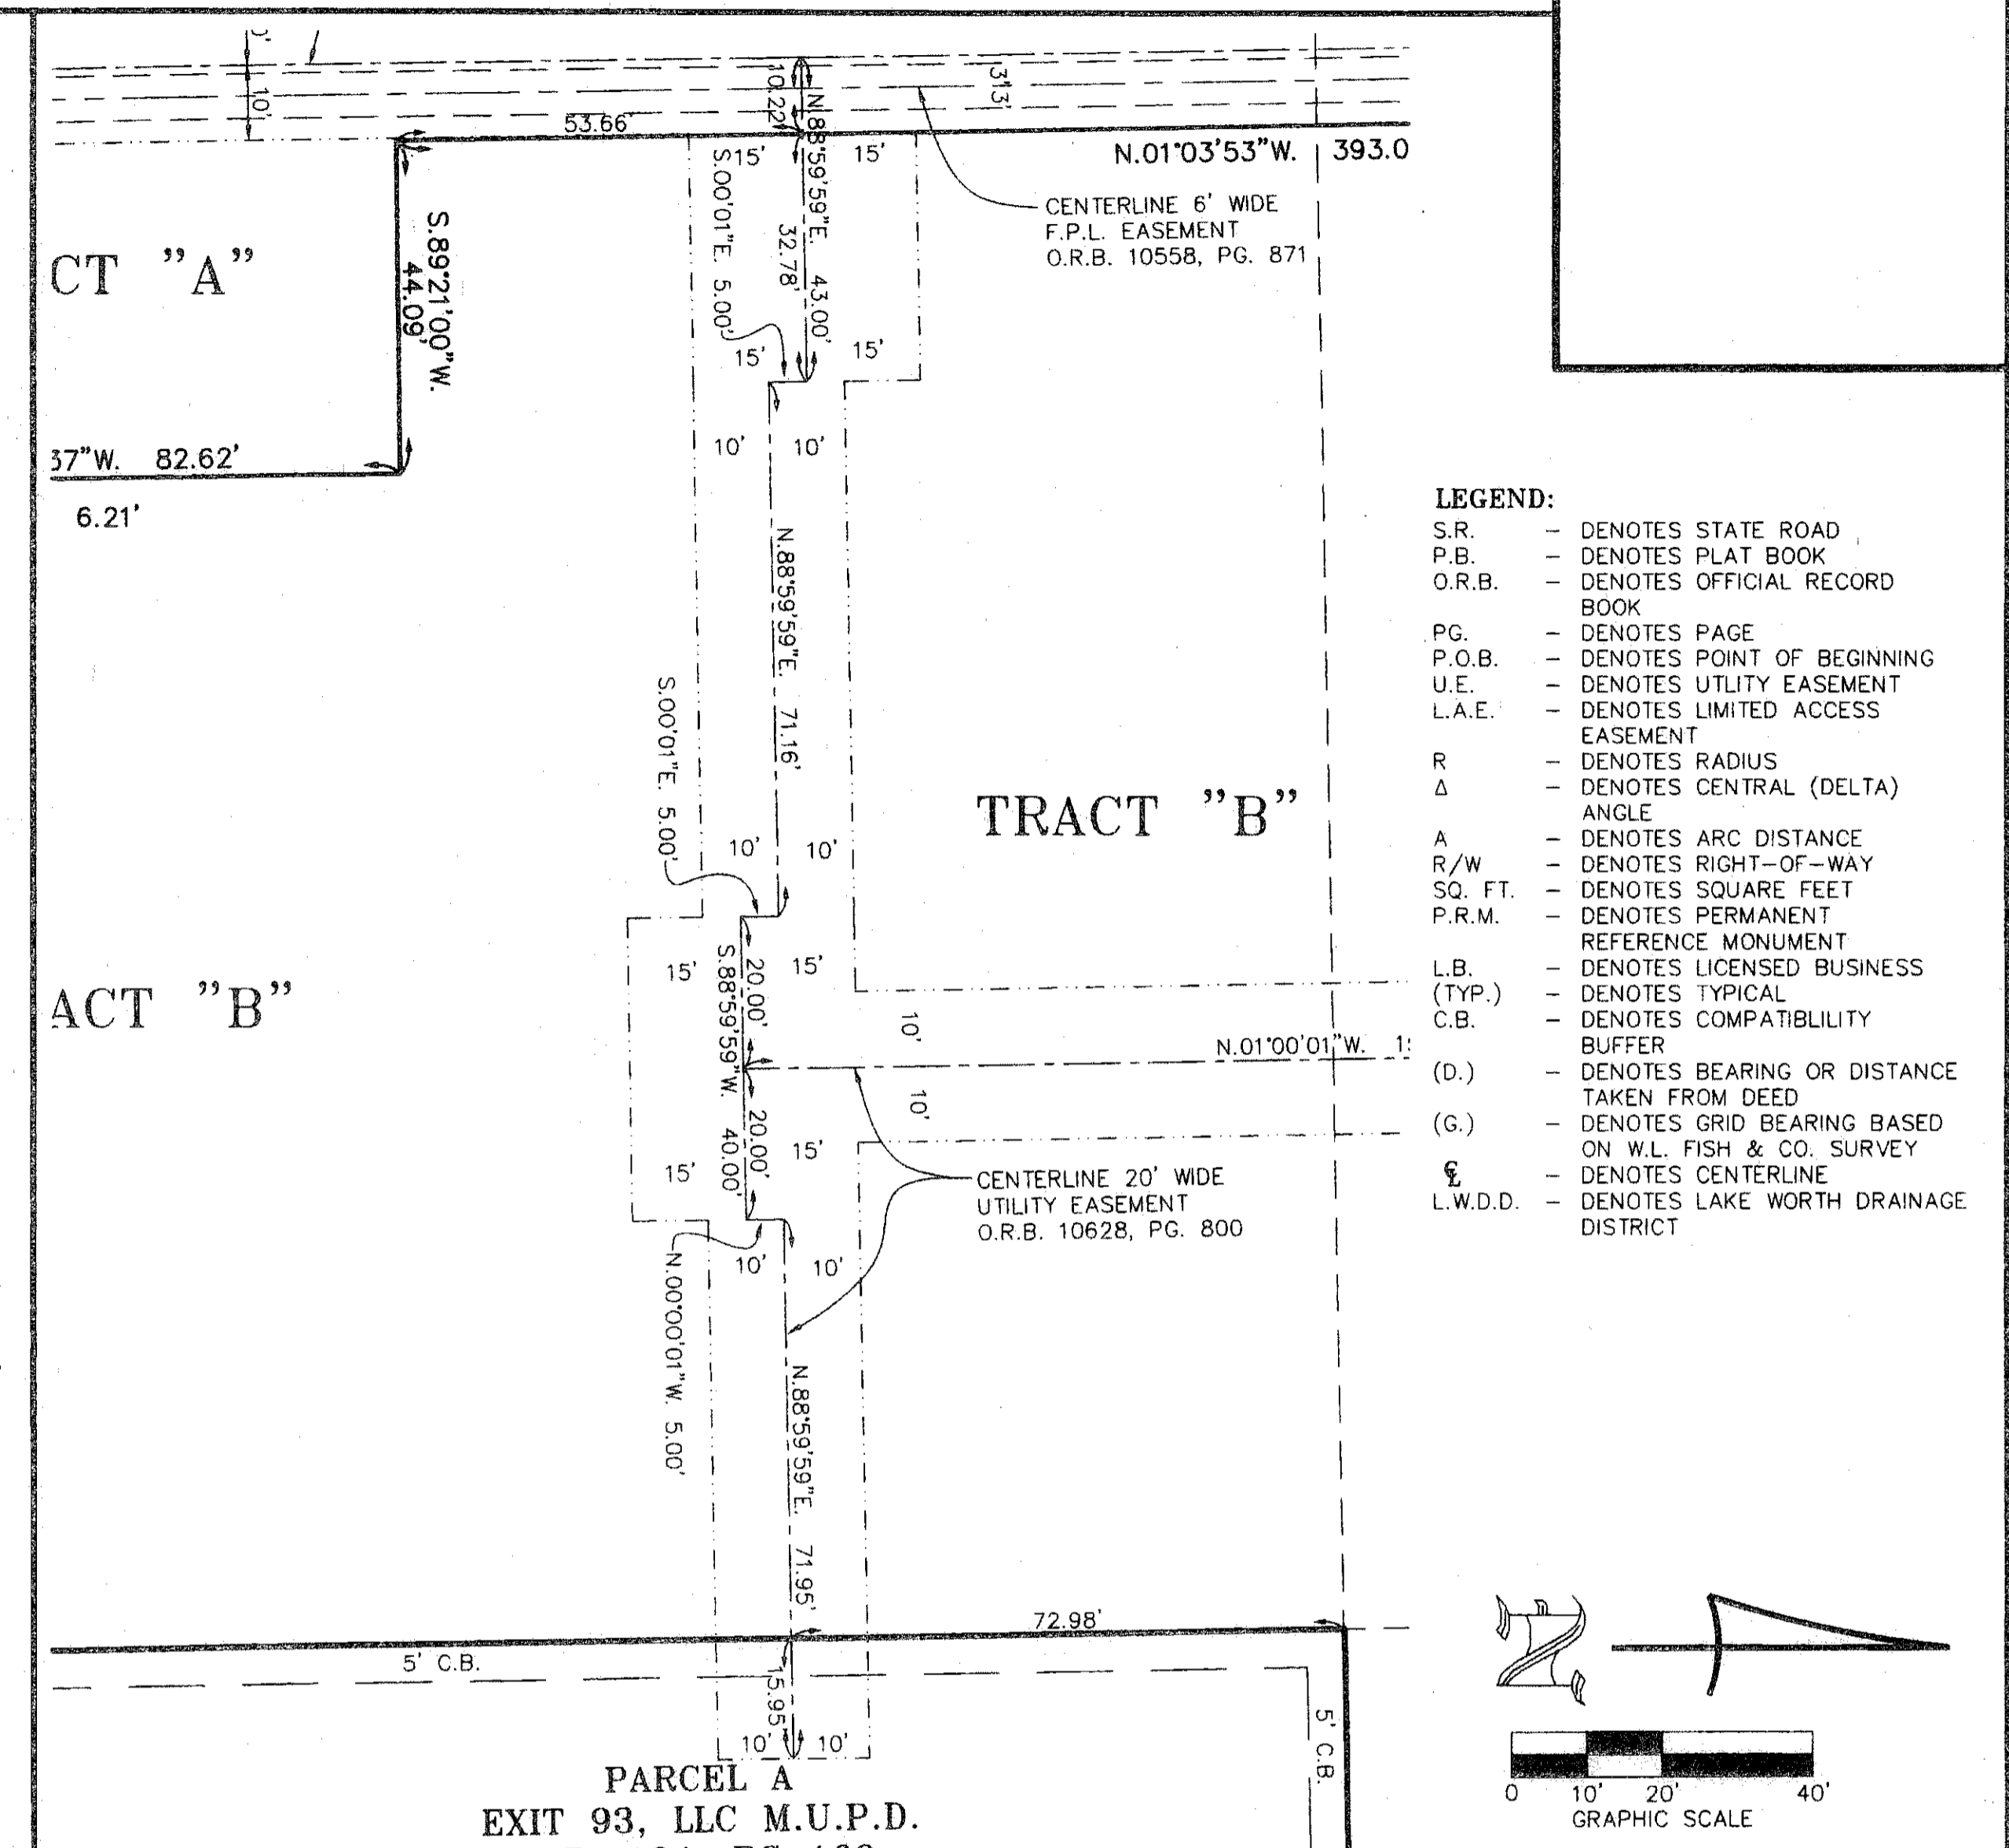 10'
53.66'
10.22'
3'3'
N.01°03'53"W.
393.0
15'
15'
N.88°59'59"E. 43.00'
32.78'
S.00'01"E. 5.00'
15'
15'
CENTERLINE 6' WIDE
F.P.L. EASEMENT
O.R.B. 10558, PG. 871
CT "A"
S.89°21'00"W.
44.09'
37"W. 82.62'
6.21'
10'
10'
N.88°59'59"E. 71.16'
S.00'01"E. 5.00'
10'
10'
TRACT "B"
ACT "B"
15'
15'
20.00'
S.88°59'59"W. 40.00'
20.00'
10'
10'
N.01°00'01"W.
15'
15'
CENTERLINE 20' WIDE
UTILITY EASEMENT
O.R.B. 10628, PG. 800
N.00°00'01"W. 5.00'
10'
10'
N.88°59'59"E. 71.95'
72.98'
5' C.B.
15.95'
10'
10'
5' C.B.
PARCEL A
EXIT 93, LLC M.U.P.D.
LEGEND:
S.R. – DENOTES STATE ROAD
P.B. – DENOTES PLAT BOOK
O.R.B. – DENOTES OFFICIAL RECORD
BOOK
PG. – DENOTES PAGE
P.O.B. – DENOTES POINT OF BEGINNING
U.E. – DENOTES UTLITY EASEMENT
L.A.E. – DENOTES LIMITED ACCESS
EASEMENT
R – DENOTES RADIUS
Δ – DENOTES CENTRAL (DELTA)
ANGLE
A – DENOTES ARC DISTANCE
R/W – DENOTES RIGHT-OF-WAY
SQ. FT. – DENOTES SQUARE FEET
P.R.M. – DENOTES PERMANENT
REFERENCE MONUMENT
L.B. – DENOTES LICENSED BUSINESS
(TYP.) – DENOTES TYPICAL
C.B. – DENOTES COMPATIBLILITY
BUFFER
(D.) – DENOTES BEARING OR DISTANCE
TAKEN FROM DEED
(G.) – DENOTES GRID BEARING BASED
ON W.L. FISH & CO. SURVEY
℄ – DENOTES CENTERLINE
L.W.D.D. – DENOTES LAKE WORTH DRAINAGE
DISTRICT
N
0 10' 20' 40'
GRAPHIC SCALE